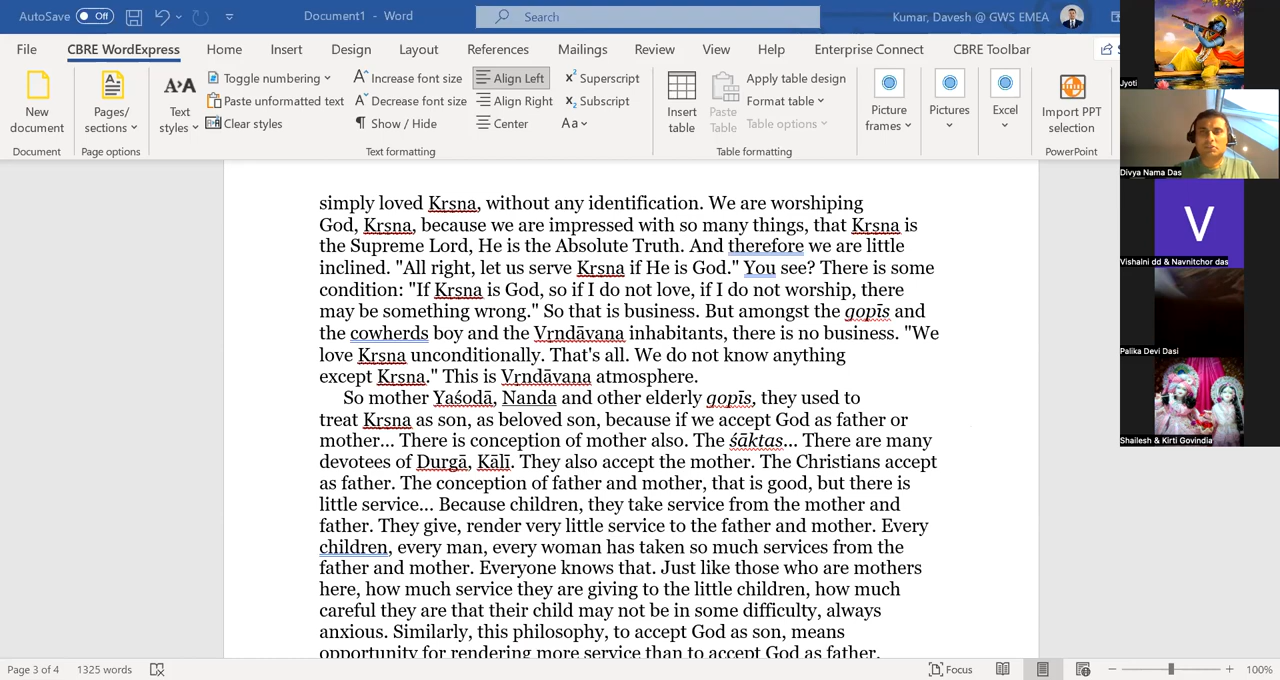 AutoSave Off Document1 - Word Search Kumar, Davesh @ GWS EMEA
File CBRE WordExpress Home Insert Design Layout References Mailings Review View Help Enterprise Connect CBRE Toolbar
New document
Document
Pages/ sections
Page options
Text styles
Toggle numbering
Paste unformatted text
Clear styles
Increase font size
Decrease font size
Show / Hide
Align Left
Align Right
Center
Superscript
Subscript
Aa
Text formatting
Insert table
Paste Table
Apply table design
Format table
Table options
Table formatting
Picture frames
Pictures
Excel
Import PPT selection
PowerPoint
simply loved Krsna, without any identification. We are worshiping
God, Krsna, because we are impressed with so many things, that Krsna is
the Supreme Lord, He is the Absolute Truth. And therefore we are little
inclined. "All right, let us serve Krsna if He is God." You see? There is some
condition: "If Krsna is God, so if I do not love, if I do not worship, there
may be something wrong." So that is business. But amongst the gopīs and
the cowherds boy and the Vṛndāvana inhabitants, there is no business. "We
love Krsna unconditionally. That's all. We do not know anything
except Krsna." This is Vṛndāvana atmosphere.
So mother Yaśodā, Nanda and other elderly gopīs, they used to
treat Krsna as son, as beloved son, because if we accept God as father or
mother... There is conception of mother also. The śāktas... There are many
devotees of Durgā, Kālī. They also accept the mother. The Christians accept
as father. The conception of father and mother, that is good, but there is
little service... Because children, they take service from the mother and
father. They give, render very little service to the father and mother. Every
children, every man, every woman has taken so much services from the
father and mother. Everyone knows that. Just like those who are mothers
here, how much service they are giving to the little children, how much
careful they are that their child may not be in some difficulty, always
anxious. Similarly, this philosophy, to accept God as son, means
opportunity for rendering more service than to accept God as father.
Jyoti
Divya Nama Das
V
Vishalni dd & Navnitchor das
Palika Devi Dasi
Shailesh & Kirti Govindia
Page 3 of 4 1325 words Focus 100%